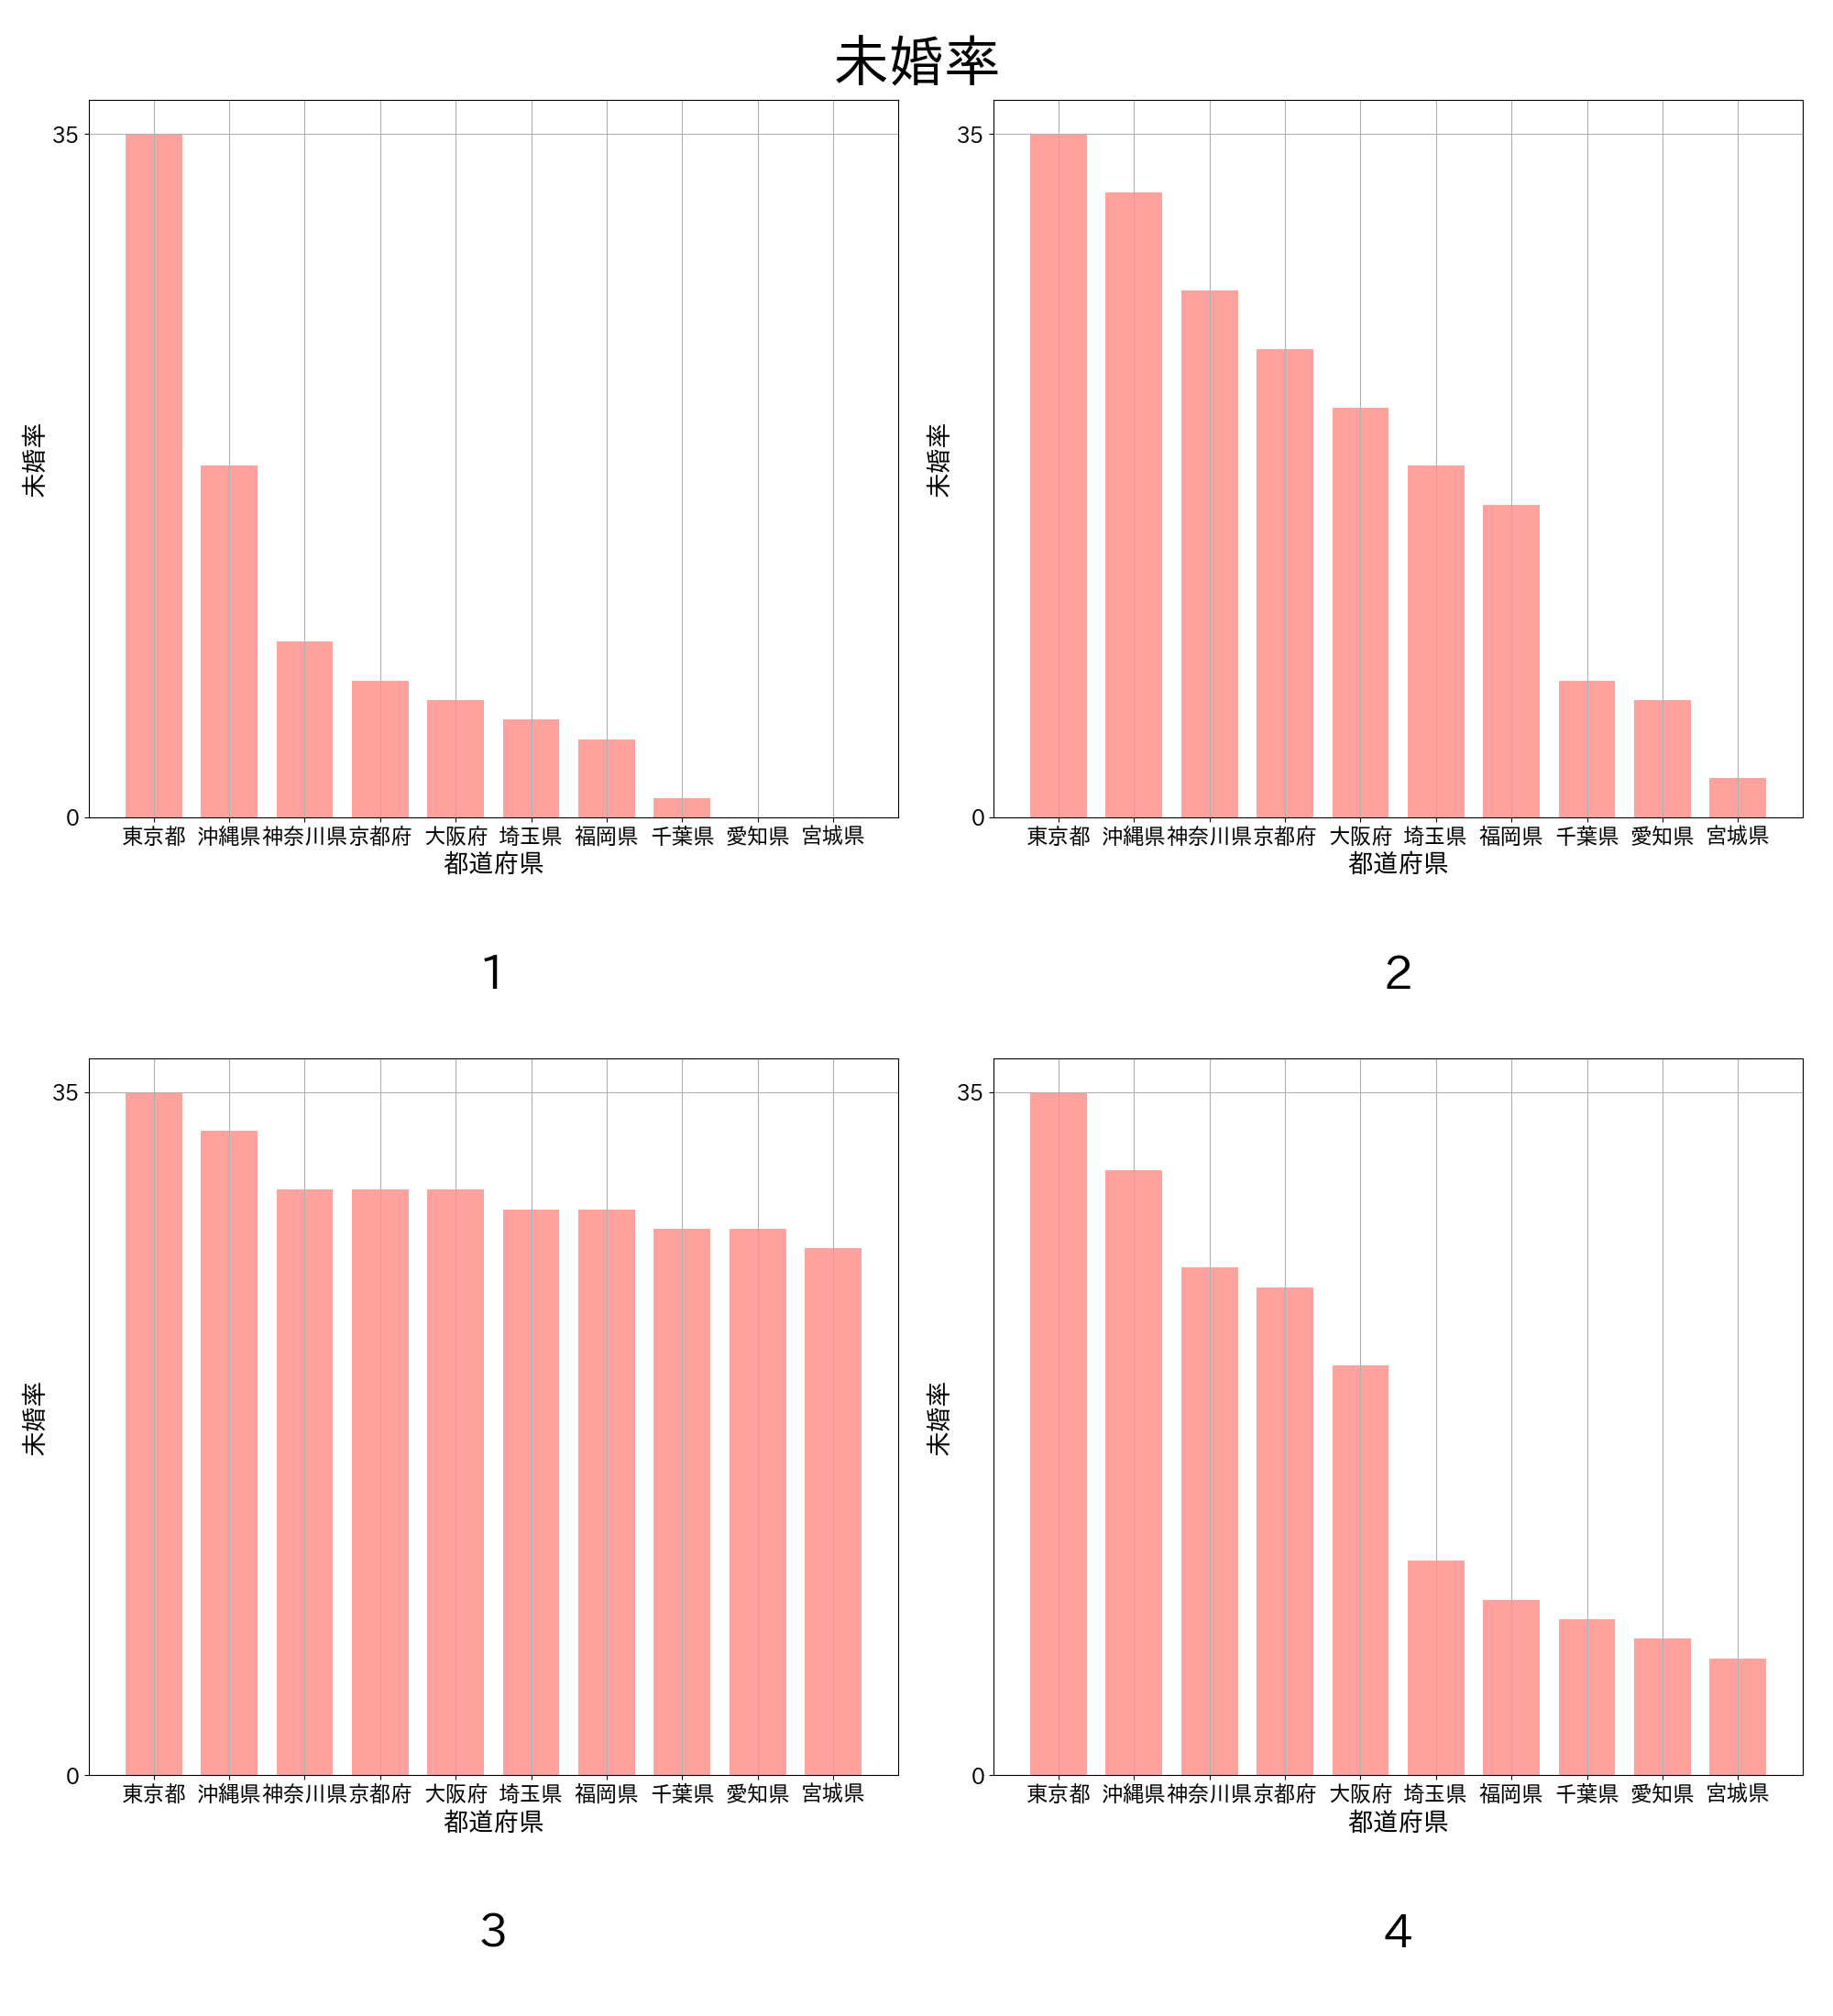 未婚率
35
未婚率
0
東京都 沖縄県 神奈川県 京都府 大阪府 埼玉県 福岡県 千葉県 愛知県 宮城県
都道府県
1
35
未婚率
0
東京都 沖縄県 神奈川県 京都府 大阪府 埼玉県 福岡県 千葉県 愛知県 宮城県
都道府県
2
35
未婚率
0
東京都 沖縄県 神奈川県 京都府 大阪府 埼玉県 福岡県 千葉県 愛知県 宮城県
都道府県
3
35
未婚率
0
東京都 沖縄県 神奈川県 京都府 大阪府 埼玉県 福岡県 千葉県 愛知県 宮城県
都道府県
4